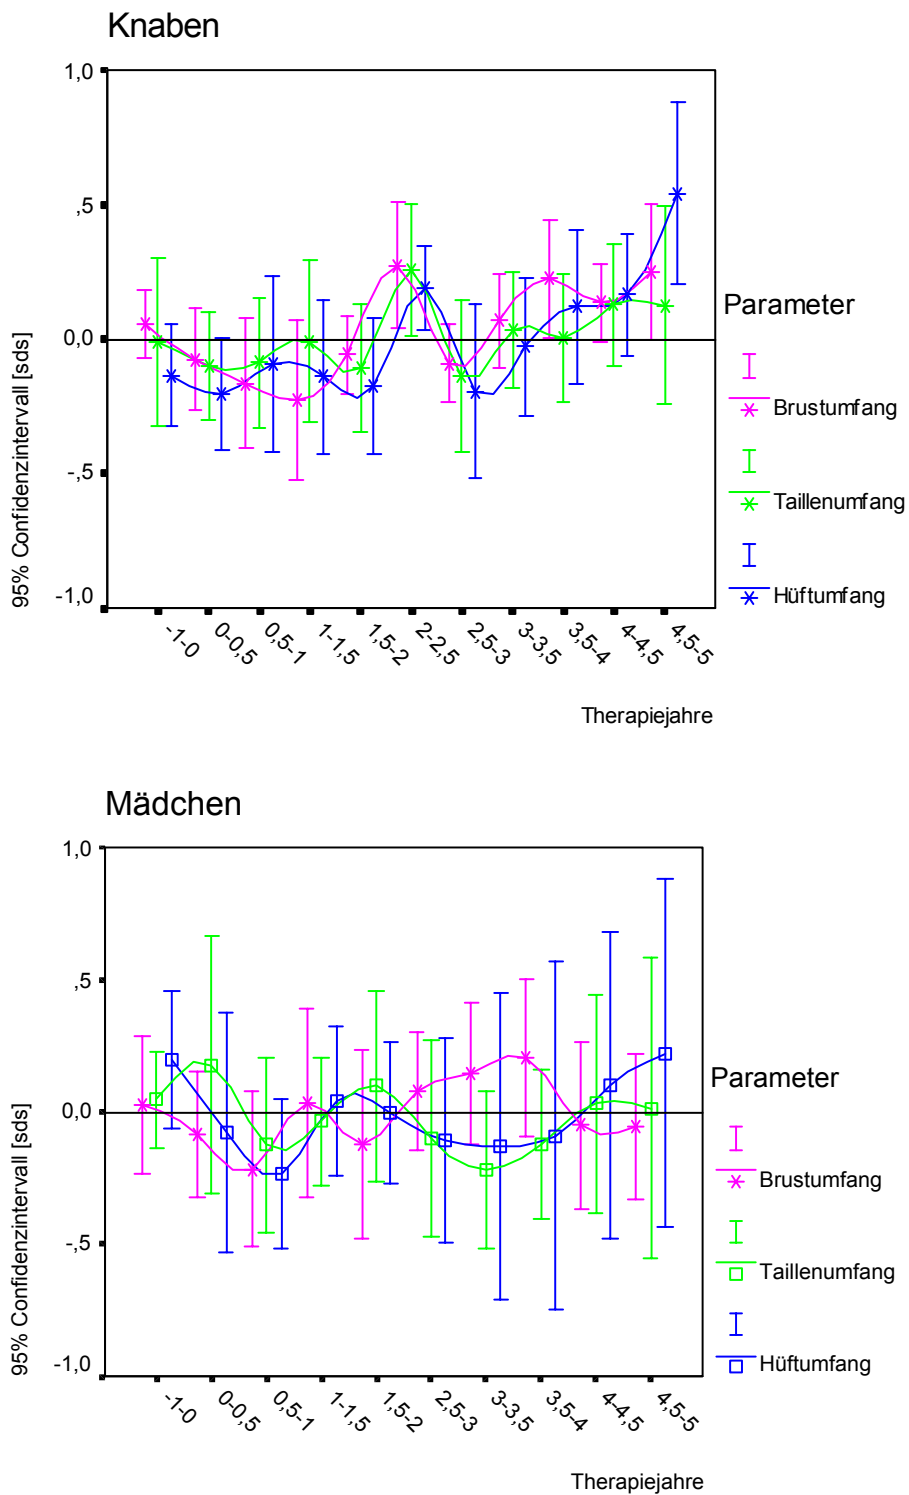 Knaben
1,0
,5
0,0
-,5
-1,0
95% Confidenzintervall [sds]
-1-0
0-0,5
0,5-1
1-1,5
1,5-2
2-2,5
2,5-3
3-3,5
3,5-4
4-4,5
4,5-5
Therapiejahre
Parameter
Brustumfang
Taillenumfang
Hüftumfang
Mädchen
1,0
,5
0,0
-,5
-1,0
95% Confidenzintervall [sds]
-1-0
0-0,5
0,5-1
1-1,5
1,5-2
2,5-3
3-3,5
3,5-4
4-4,5
4,5-5
Therapiejahre
Parameter
Brustumfang
Taillenumfang
Hüftumfang